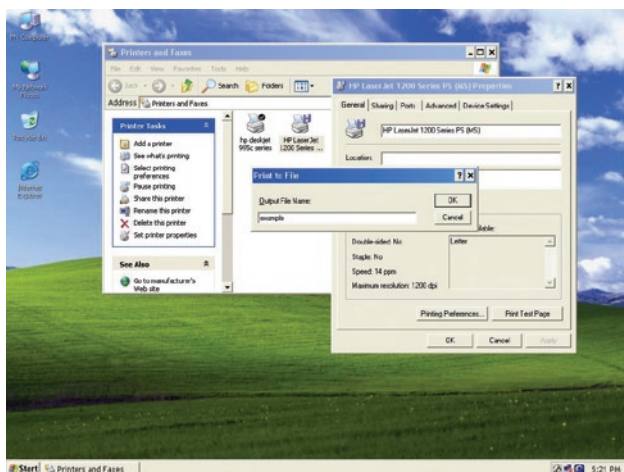 My Computer
My Network
Places
Recycle Bin
Internet
Explorer
Printers and Faxes
File Edit View Favorites Tools Help
Back Search Folders
Address Printers and Faxes
Printer Tasks
Add a printer
See what's printing
Select printing
preferences
Pause printing
Share this printer
Rename this printer
Delete this printer
Set printer properties
See Also
Go to manufacturer's
Web site
hp deskjet
995c series
HP LaserJet
1200 Series ...
HP LaserJet 1200 Series PS (MS) Properties
General Sharing Ports Advanced Device Settings
HP LaserJet 1200 Series PS (MS)
Location:
Print to File
Output File Name:
example
OK
Cancel
Double-sided: No
Staple: No
Speed: 14 ppm
Maximum resolution: 1200 dpi
Letter
Printing Preferences... Print Test Page
OK Cancel Apply
Start Printers and Faxes 5:21 PM